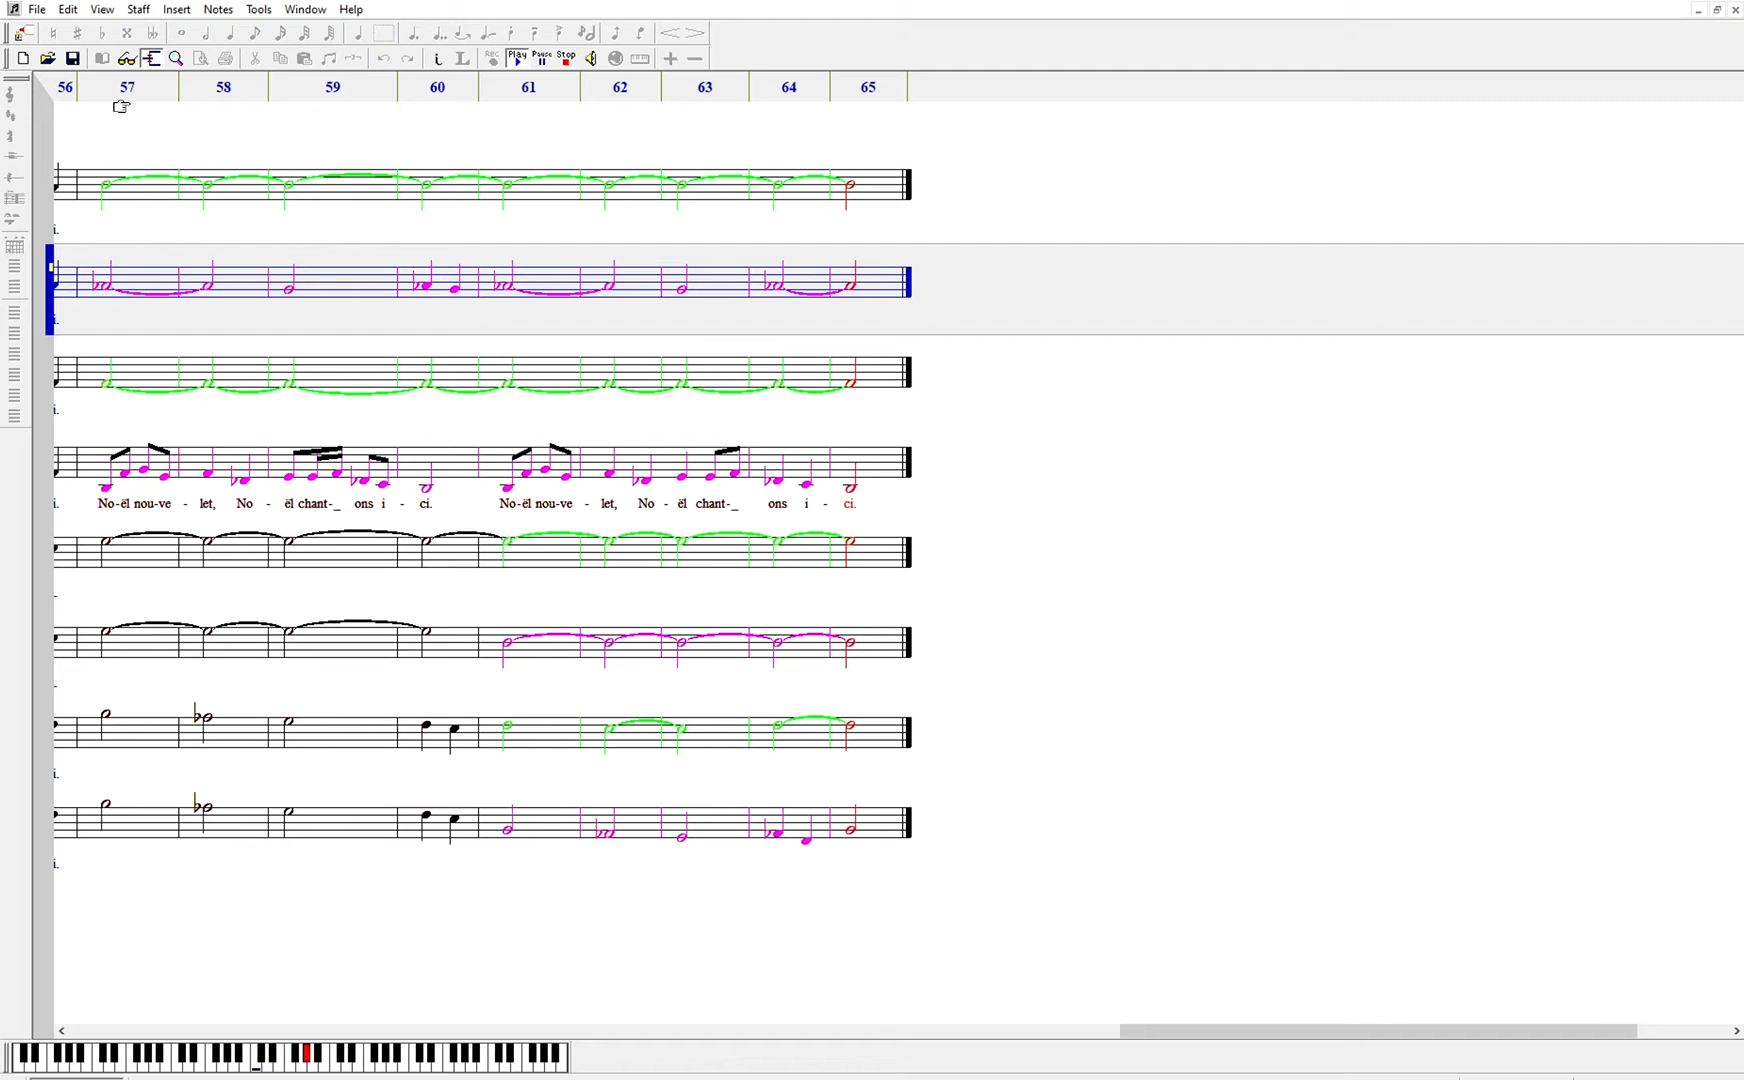 File Edit View Staff Insert Notes Tools Window Help
Rec Play Pause Stop
56 57 58 59 60 61 62 63 64 65
i.
i.
i.
i. No-ël nou-ve - let, No - ël chant-_ ons i - ci. No-ël nou-ve - let, No - ël chant-_ ons i - ci.
-
-
i.
i.